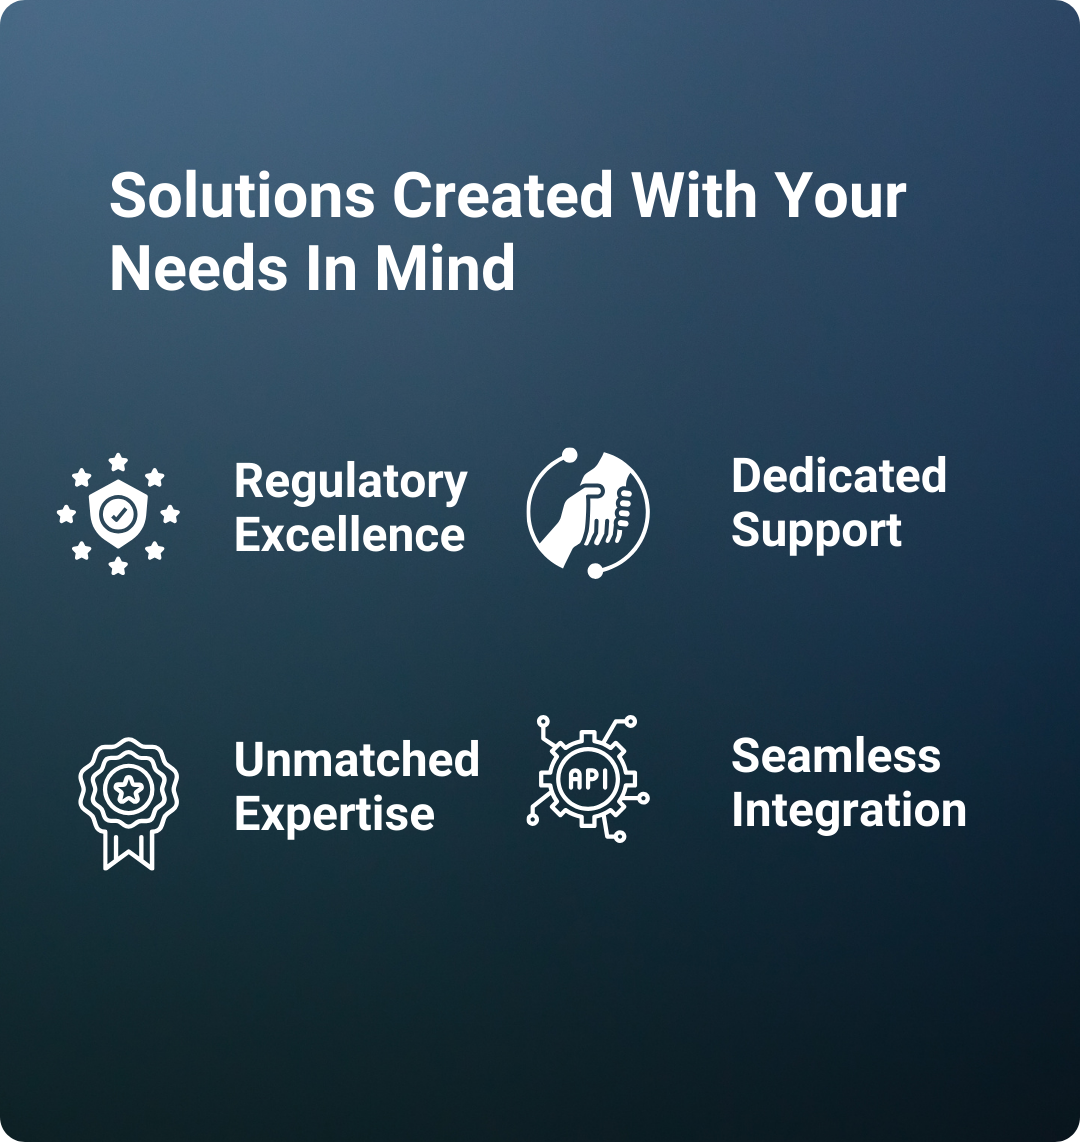 Solutions Created With Your
Needs In Mind
Regulatory
Excellence
Dedicated
Support
Unmatched
Expertise
API
Seamless
Integration